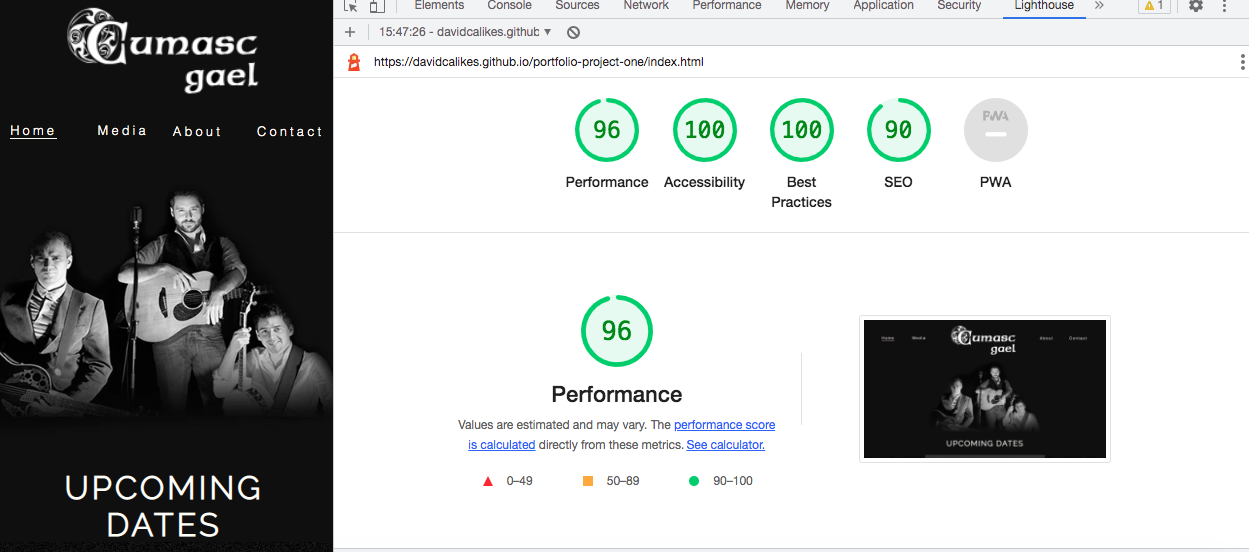 Cumasc
gael
Home Media About Contact
UPCOMING
DATES
Elements Console Sources Network Performance Memory Application Security Lighthouse » 1
+ 15:47:26 - davidcalikes.github ▼
https://davidcalikes.github.io/portfolio-project-one/index.html
96 100 100 90 PWA
Performance Accessibility Best SEO PWA
Practices
96
Performance
Values are estimated and may vary. The performance score
is calculated directly from these metrics. See calculator.
0–49 50–89 90–100
Home Media Cumasc About Contact
gael
UPCOMING DATES